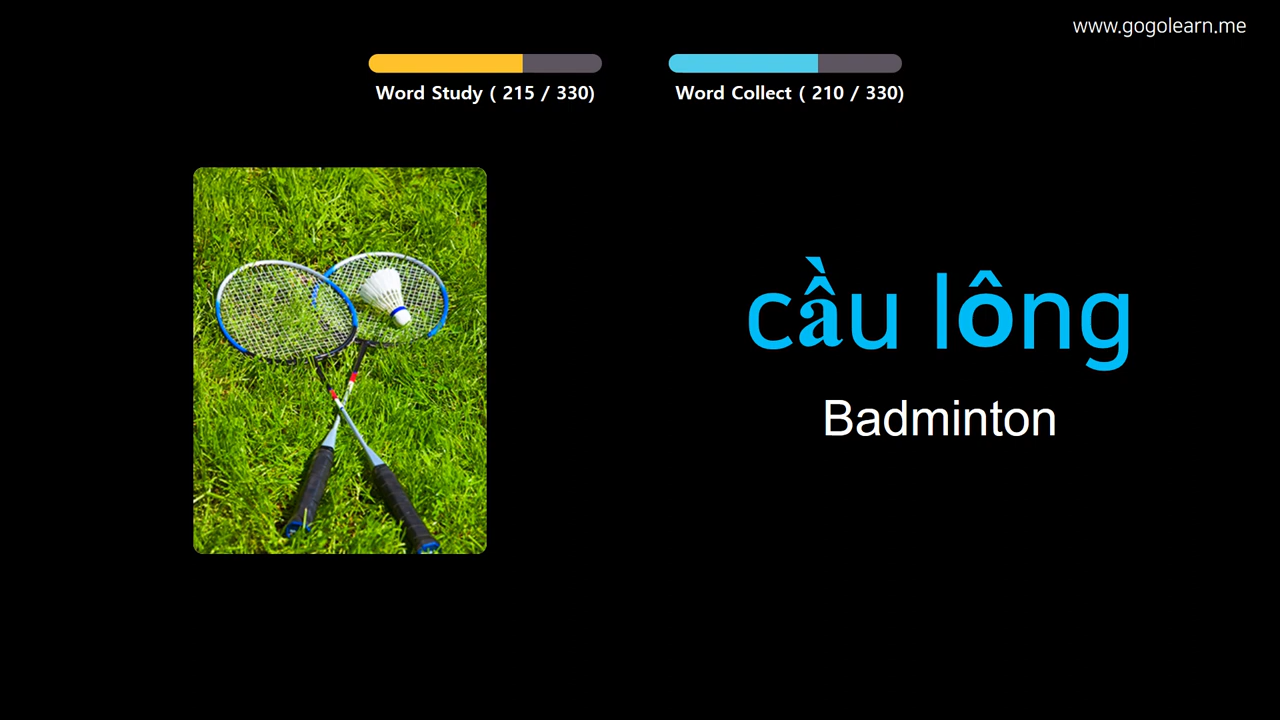 www.gogolearn.me
Word Study ( 215 / 330)
Word Collect ( 210 / 330)
cầu lông
Badminton